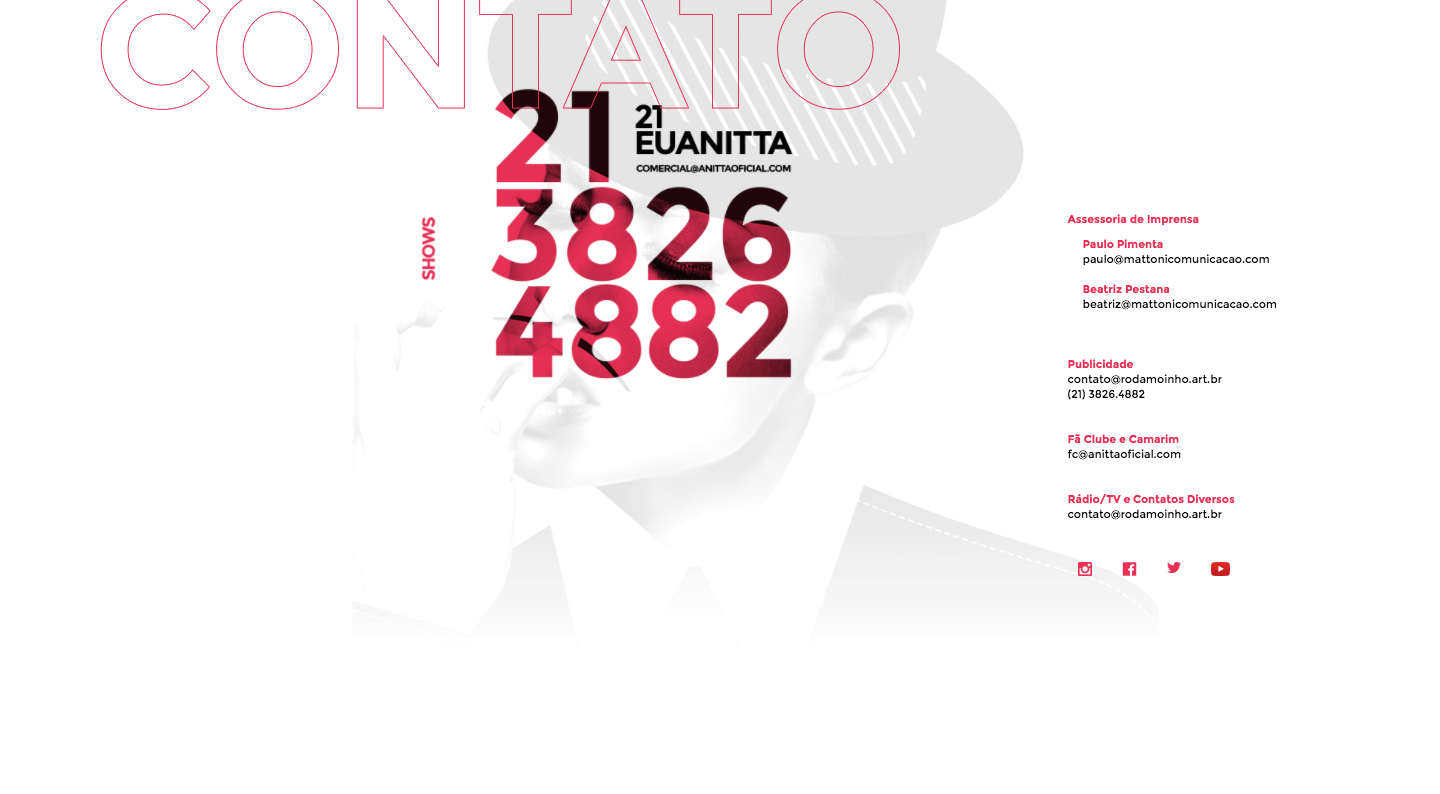 CONTATO
21
3826
4882
21
EUANITTA
COMERCIAL@ANITTAOFICIAL.COM
SHOWS
Assessoria de Imprensa
Paulo Pimenta
paulo@mattonicomunicacao.com
Beatriz Pestana
beatriz@mattonicomunicacao.com
Publicidade
contato@rodamoinho.art.br
(21) 3826.4882
Fã Clube e Camarim
fc@anittaoficial.com
Rádio/TV e Contatos Diversos
contato@rodamoinho.art.br